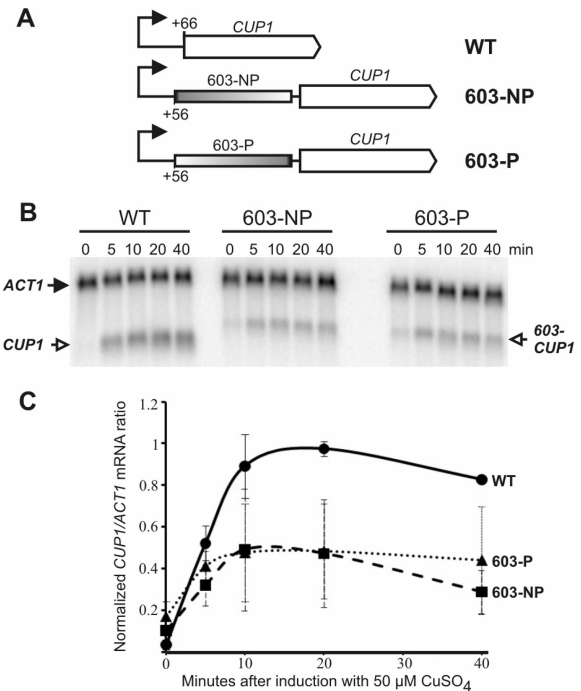 A
+66
CUP1
WT
603-NP
CUP1
603-NP
+56
603-P
CUP1
603-P
+56
B
WT 603-NP 603-P
0 5 10 20 40 0 5 10 20 40 0 5 10 20 40 min
ACT1
CUP1
603-
CUP1
C
Normalized CUP1/ACT1 mRNA ratio
1.2
1
0.8
0.6
0.4
0.2
WT
603-P
603-NP
0 10 20 30 40
Minutes after induction with 50 µM CuSO₄